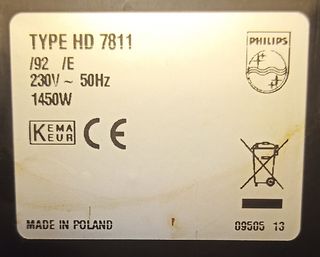 TYPE HD 7811
PHILIPS
/92 /E
230V ~ 50Hz
1450W
KEMA
KEUR
CE
MADE IN POLAND
09505 13